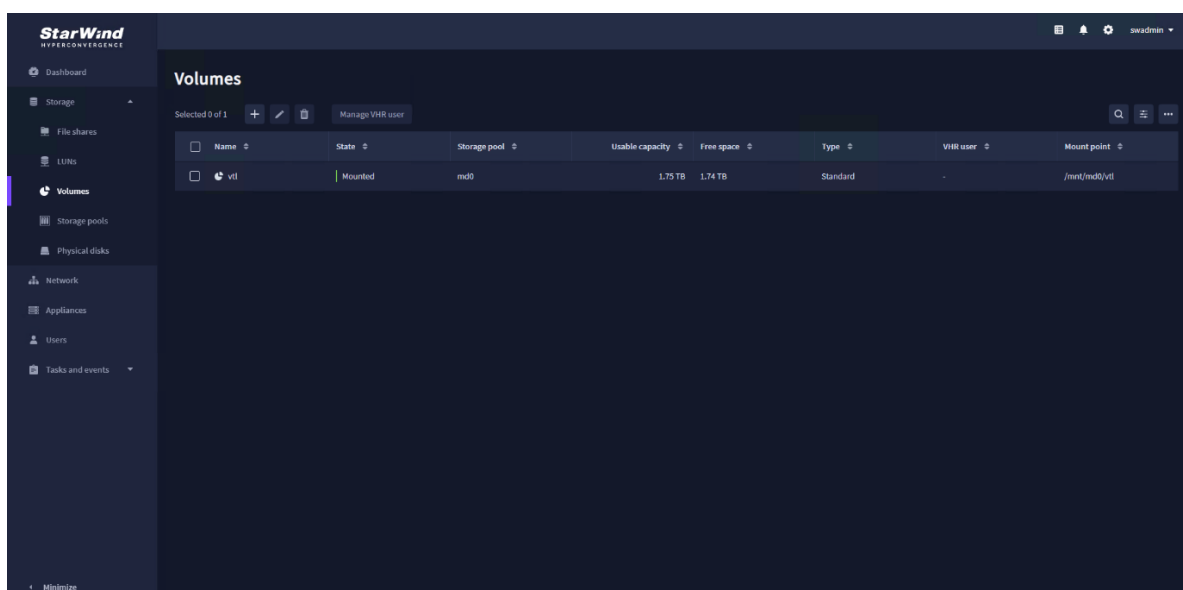 StarWind
HYPERCONVERGENCE
swadmin
Dashboard
Storage
File shares
LUNs
Volumes
Storage pools
Physical disks
Network
Appliances
Users
Tasks and events
Minimize
Volumes
Selected 0 of 1 Manage VHR user
Name State Storage pool Usable capacity Free space Type VHR user Mount point
vtl Mounted md0 1.75 TB 1.74 TB Standard - /mnt/md0/vtl